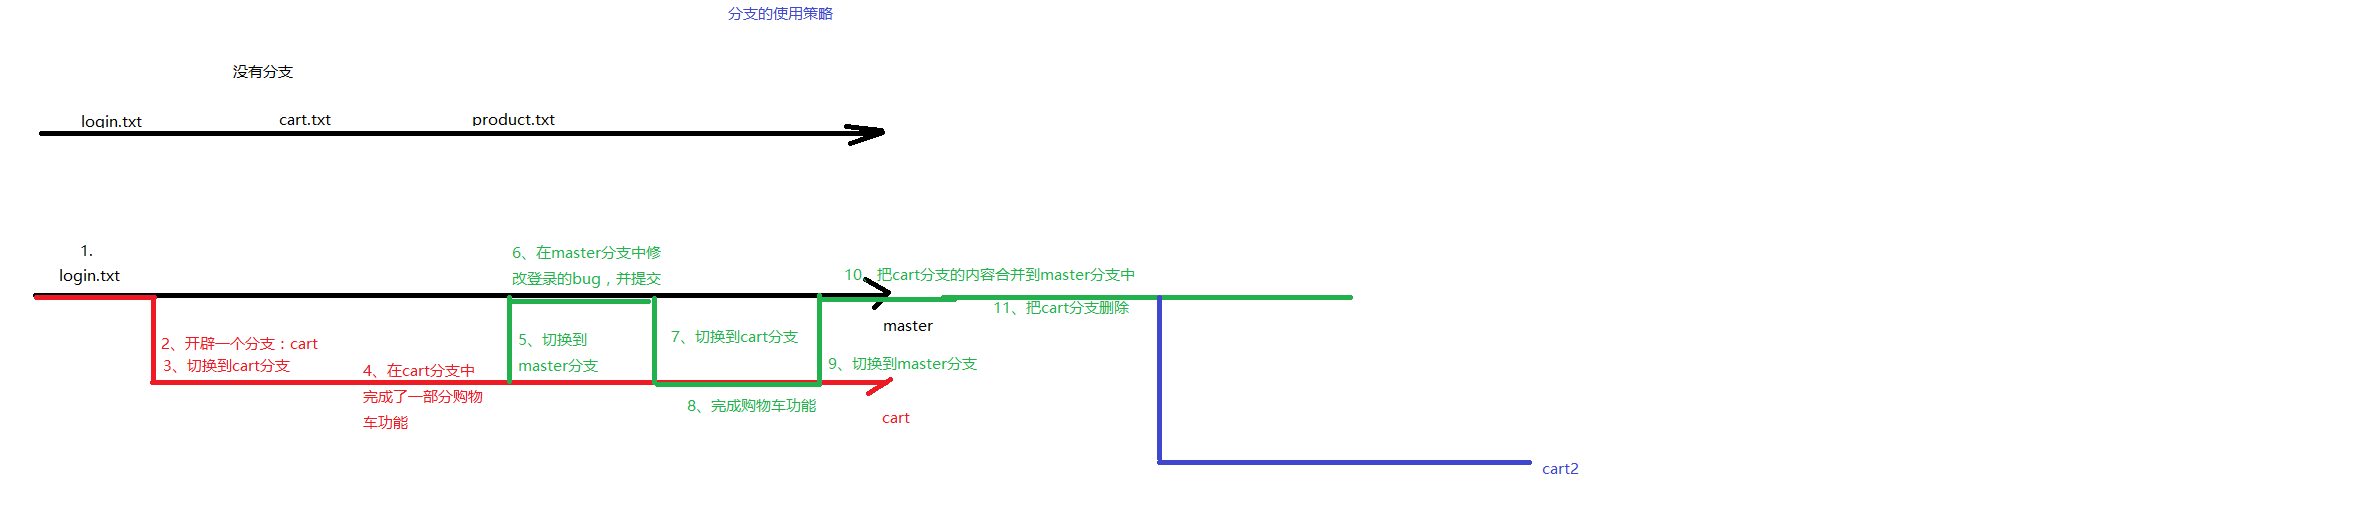 分支的使用策略
没有分支
login.txt
cart.txt
product.txt
1.
login.txt
6、在master分支中修
改登录的bug，并提交
10、把cart分支的内容合并到master分支中
11、把cart分支删除
master
2、开辟一个分支：cart
3、切换到cart分支
4、在cart分支中
完成了一部分购物
车功能
5、切换到
master分支
7、切换到cart分支
9、切换到master分支
8、完成购物车功能
cart
cart2